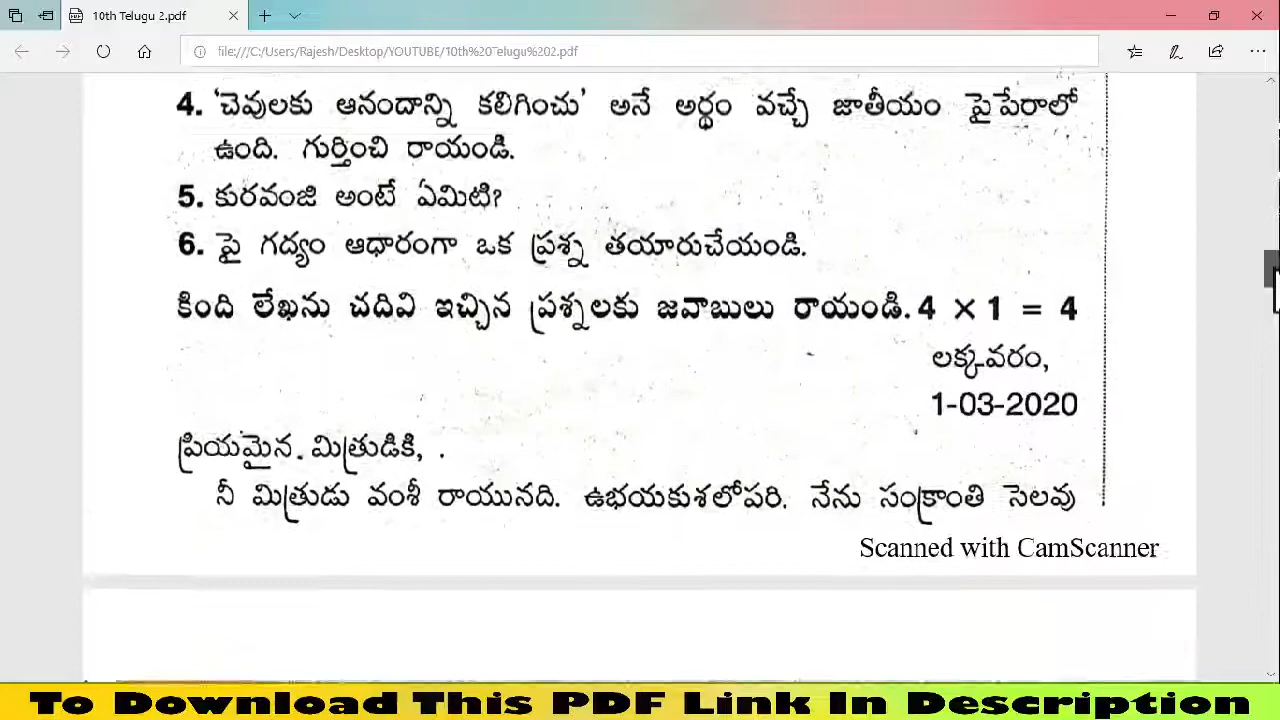 10th Telugu 2.pdf
file:///C:/Users/Rajesh/Desktop/YOUTUBE/10th%20Telugu%202.pdf
4. 'చెవులకు ఆనందాన్ని కలిగించు' అనే అర్థం వచ్చే జాతీయం పైపేరాలో
ఉంది. గుర్తించి రాయండి.
5. కురవంజి అంటే ఏమిటి?
6. పై గద్యం ఆధారంగా ఒక ప్రశ్న తయారుచేయండి.
కింది లేఖను చదివి ఇచ్చిన ప్రశ్నలకు జవాబులు రాయండి. 4 × 1 = 4
లక్కవరం,
1-03-2020
ప్రియమైన మిత్రుడికి,
నీ మిత్రుడు వంశీ రాయునది. ఉభయకుశలోపరి. నేను సంక్రాంతి సెలవు
Scanned with CamScanner
To Download This PDF Link In Description